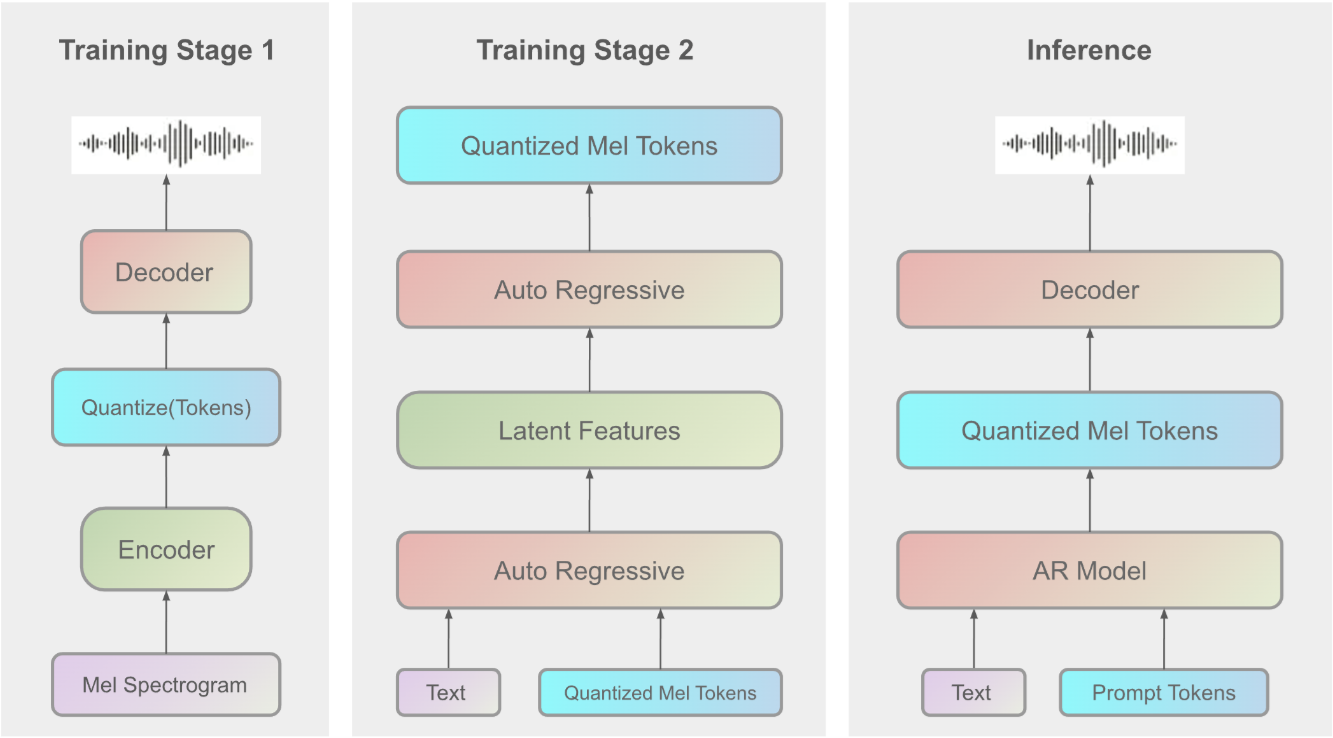 Training Stage 1
Decoder
Quantize(Tokens)
Encoder
Mel Spectrogram
Training Stage 2
Quantized Mel Tokens
Auto Regressive
Latent Features
Auto Regressive
Text
Quantized Mel Tokens
Inference
Decoder
Quantized Mel Tokens
AR Model
Text
Prompt Tokens